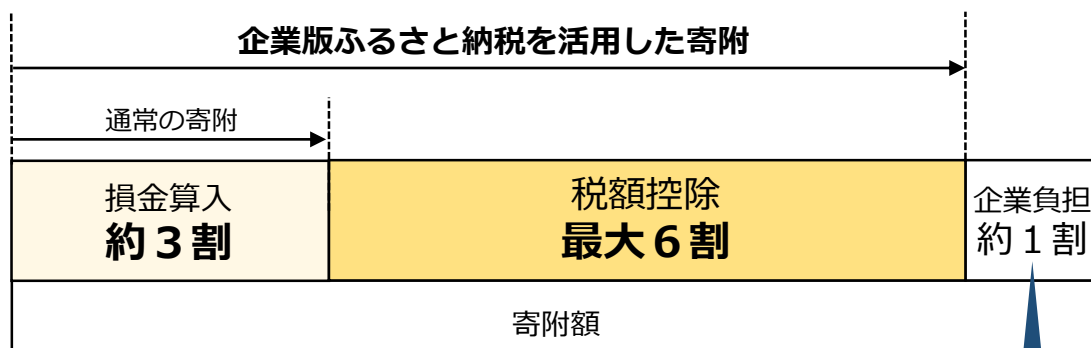 企業版ふるさと納税を活用した寄附
通常の寄附
損金算入
約３割
税額控除
最大６割
企業負担
約１割
寄附額